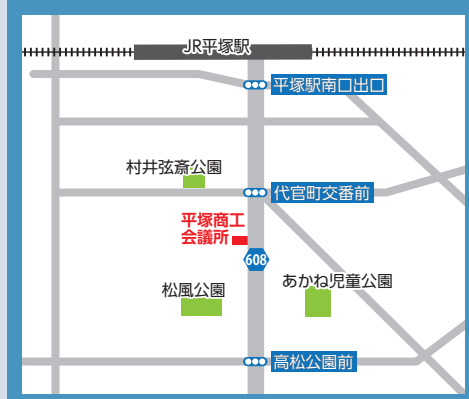 JR平塚駅
平塚駅南口出口
村井弦斎公園
代官町交番前
平塚商工
会議所
608
松風公園
あかね児童公園
高松公園前